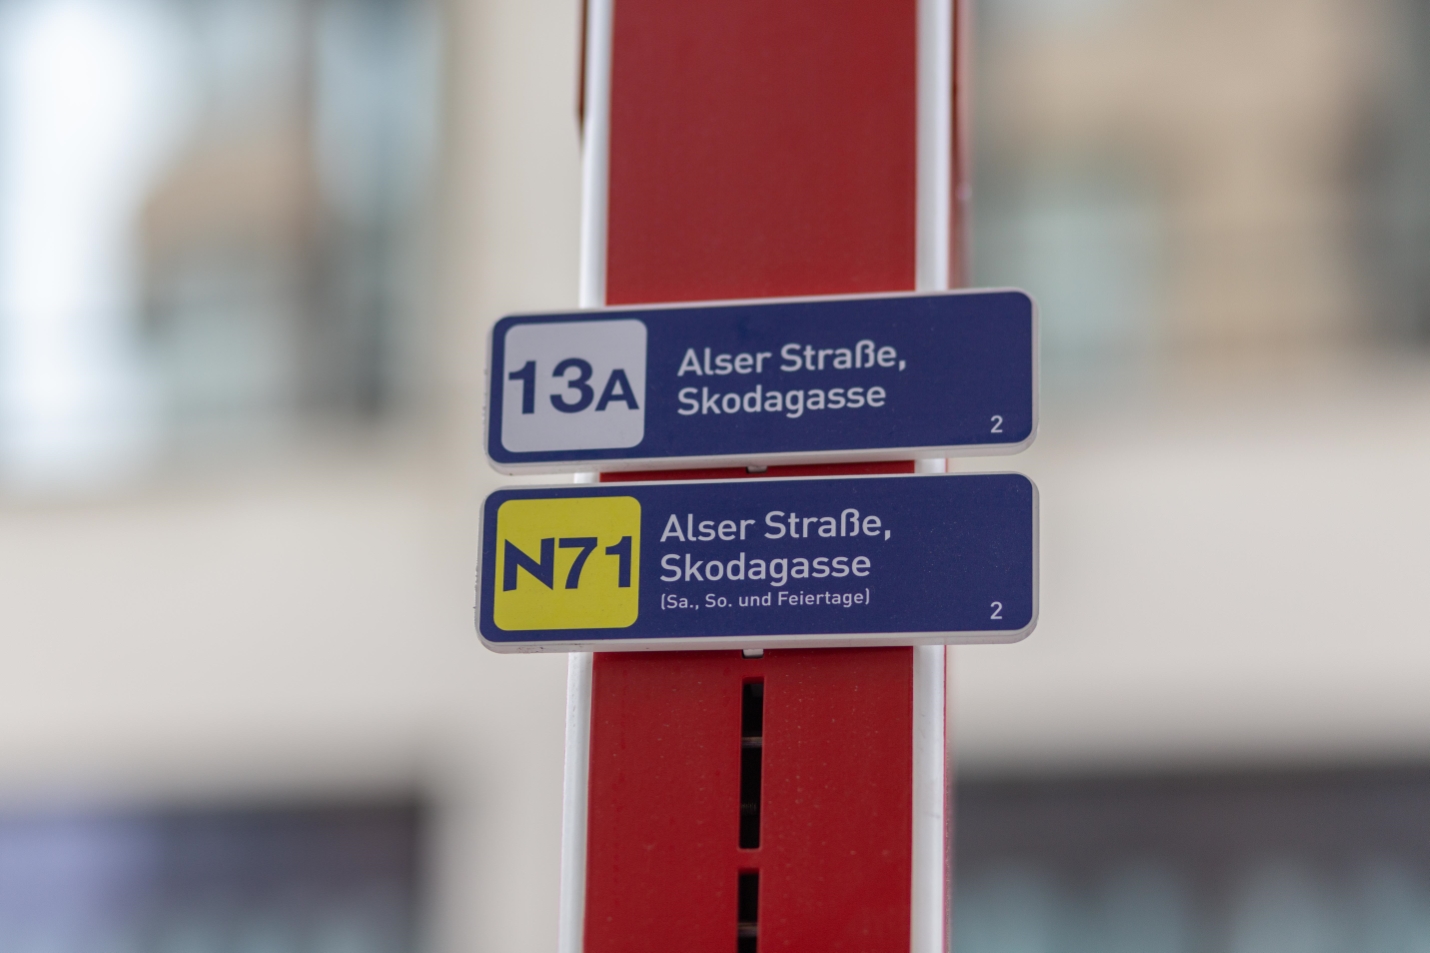 13A
Alser Straße,
Skodagasse
2
N71
Alser Straße,
Skodagasse
(Sa., So. und Feiertage)
2